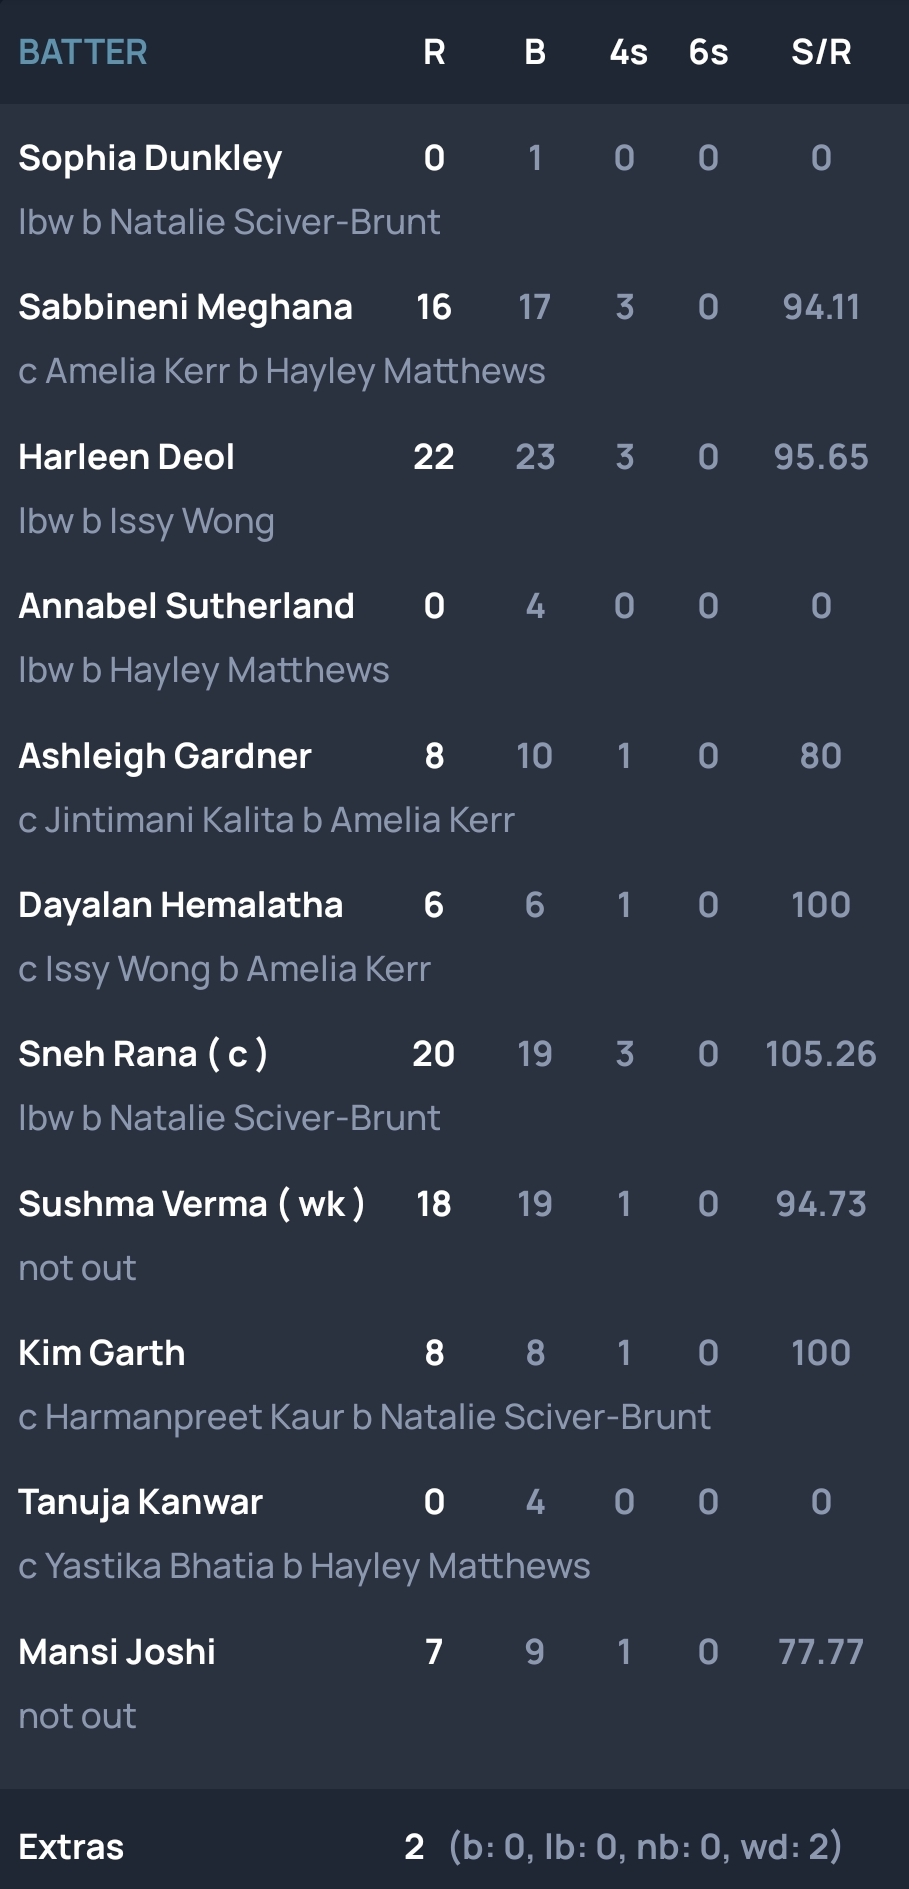 BATTER R B 4s 6s S/R
Sophia Dunkley 0 1 0 0 0
lbw b Natalie Sciver-Brunt
Sabbineni Meghana 16 17 3 0 94.11
c Amelia Kerr b Hayley Matthews
Harleen Deol 22 23 3 0 95.65
lbw b Issy Wong
Annabel Sutherland 0 4 0 0 0
lbw b Hayley Matthews
Ashleigh Gardner 8 10 1 0 80
c Jintimani Kalita b Amelia Kerr
Dayalan Hemalatha 6 6 1 0 100
c Issy Wong b Amelia Kerr
Sneh Rana ( c ) 20 19 3 0 105.26
lbw b Natalie Sciver-Brunt
Sushma Verma ( wk ) 18 19 1 0 94.73
not out
Kim Garth 8 8 1 0 100
c Harmanpreet Kaur b Natalie Sciver-Brunt
Tanuja Kanwar 0 4 0 0 0
c Yastika Bhatia b Hayley Matthews
Mansi Joshi 7 9 1 0 77.77
not out
Extras 2 (b: 0, lb: 0, nb: 0, wd: 2)